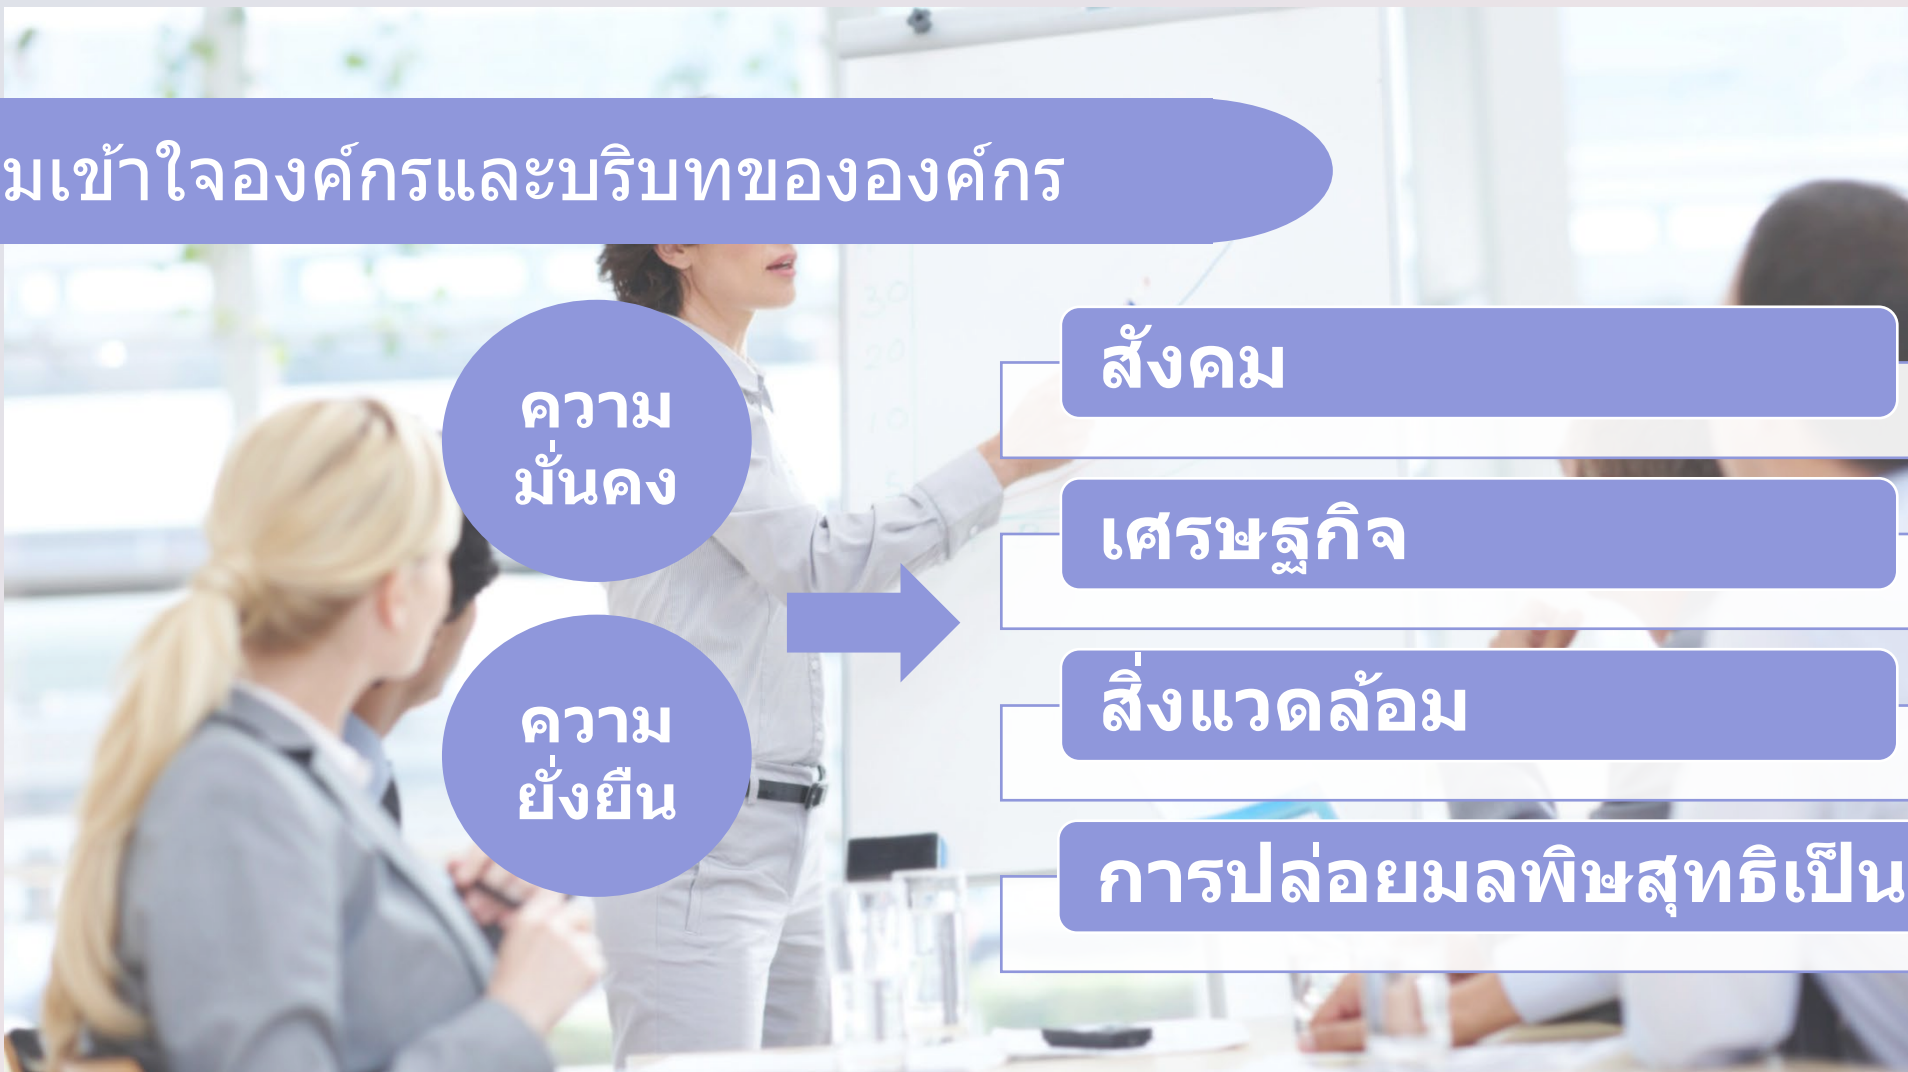 มเข้าใจองค์กรและบริบทขององค์กร
ความ
มั่นคง
ความ
ยั่งยืน
สังคม
เศรษฐกิจ
สิ่งแวดล้อม
การปล่อยมลพิษสุทธิเป็น